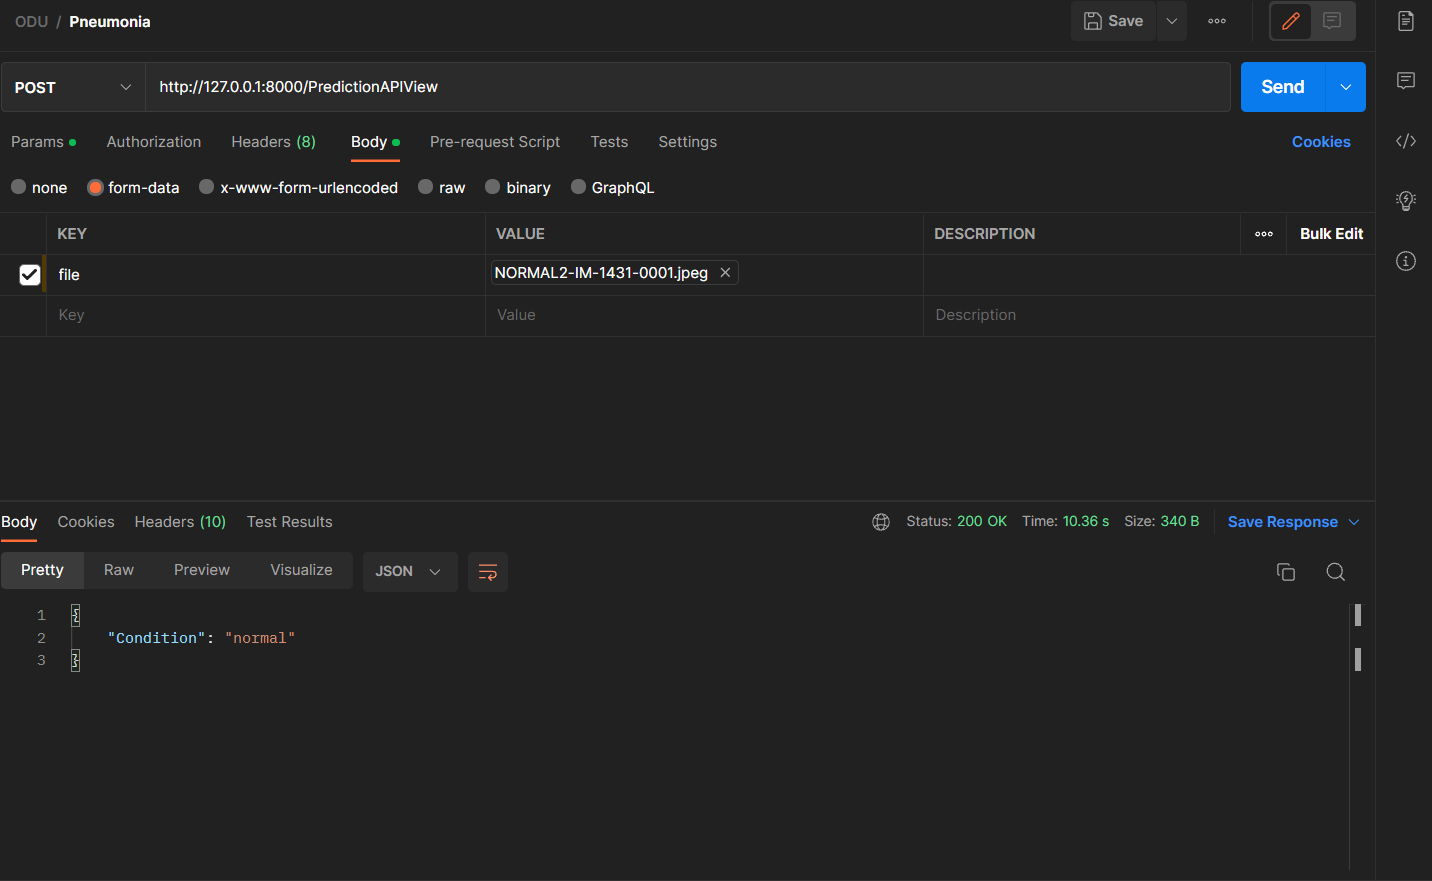 ODU / Pneumonia
Save
POST
http://127.0.0.1:8000/PredictionAPIView
Send
Params
Authorization
Headers (8)
Body
Pre-request Script
Tests
Settings
Cookies
none
form-data
x-www-form-urlencoded
raw
binary
GraphQL
KEY
VALUE
DESCRIPTION
Bulk Edit
file
NORMAL2-IM-1431-0001.jpeg
Key
Value
Description
Body
Cookies
Headers (10)
Test Results
Status: 200 OK
Time: 10.36 s
Size: 340 B
Save Response
Pretty
Raw
Preview
Visualize
JSON
1 {
2 "Condition": "normal"
3 }